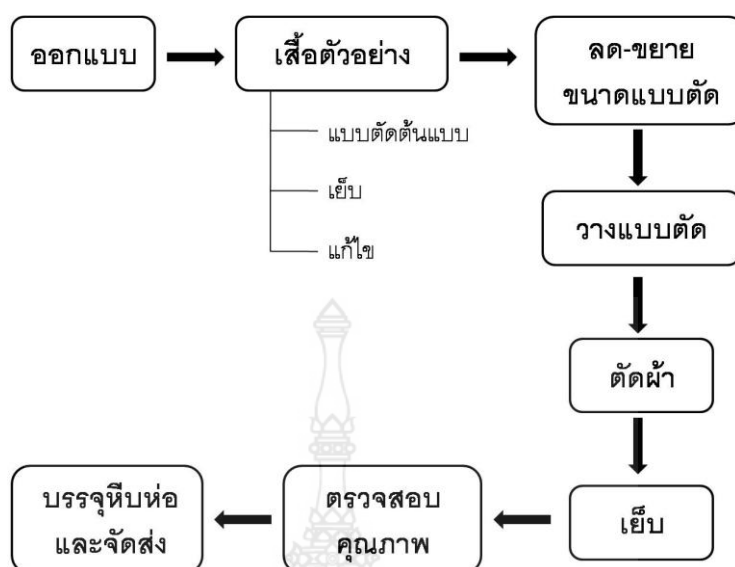 ออกแบบ
เสื้อตัวอย่าง
แบบตัดต้นแบบ
เย็บ
แก้ไข
ลด-ขยาย
ขนาดแบบตัด
วางแบบตัด
ตัดผ้า
เย็บ
ตรวจสอบ
คุณภาพ
บรรจุหีบห่อ
และจัดส่ง